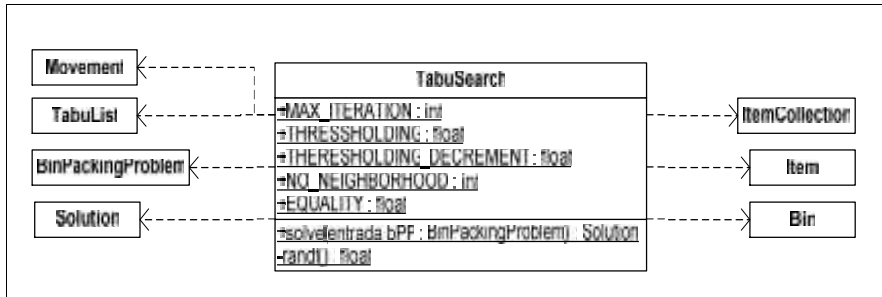 Movement
TabuList
BinPackingProblem
Solution
TabuSearch
+MAX_ITERATION : int
+THRESSHOLDING : float
+THERESHOLDING_DECREMENT : float
+NO_NEIGHBORHOOD : int
+EQUALITY : float
+solve(entrada bPP : BinPackingProblem) : Solution
-rand() : float
ItemCollection
Item
Bin